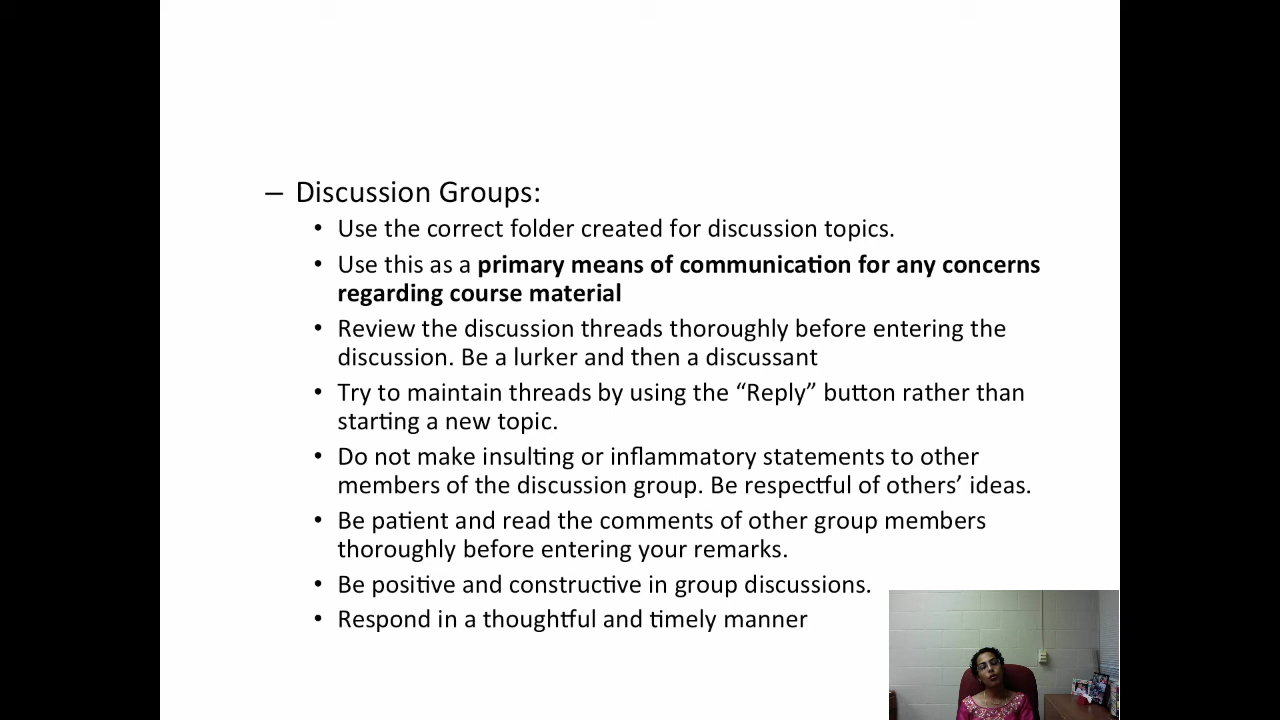 – Discussion Groups:
• Use the correct folder created for discussion topics.
• Use this as a primary means of communication for any concerns
regarding course material
• Review the discussion threads thoroughly before entering the
discussion. Be a lurker and then a discussant
• Try to maintain threads by using the “Reply” button rather than
starting a new topic.
• Do not make insulting or inflammatory statements to other
members of the discussion group. Be respectful of others’ ideas.
• Be patient and read the comments of other group members
thoroughly before entering your remarks.
• Be positive and constructive in group discussions.
• Respond in a thoughtful and timely manner